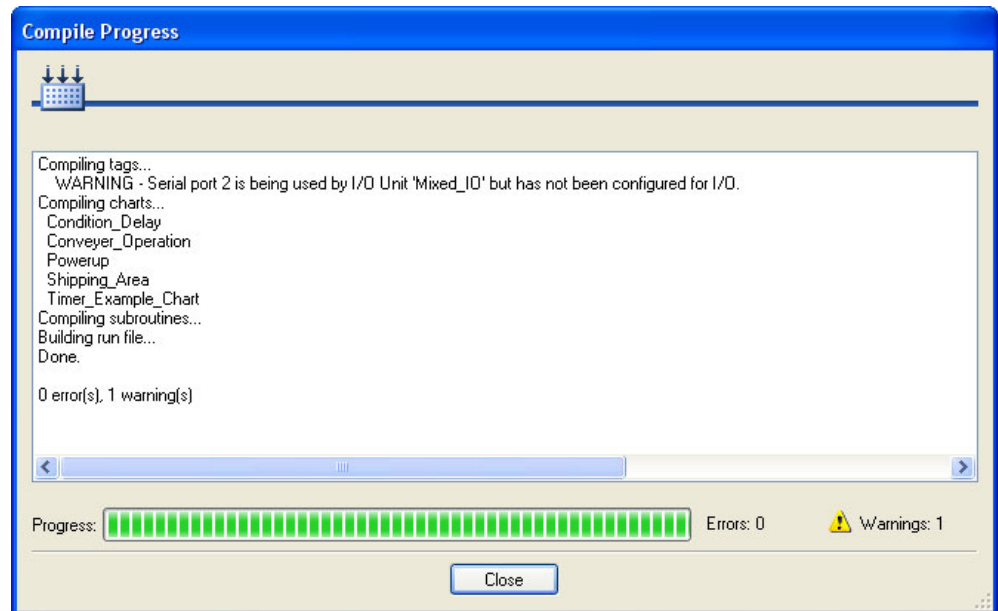 Compile Progress
Compiling tags...
WARNING - Serial port 2 is being used by I/O Unit 'Mixed_IO' but has not been configured for I/O.
Compiling charts...
Condition_Delay
Conveyer_Operation
Powerup
Shipping_Area
Timer_Example_Chart
Compiling subroutines...
Building run file...
Done.
0 error(s), 1 warning(s)
Progress: Errors: 0 Warnings: 1
Close